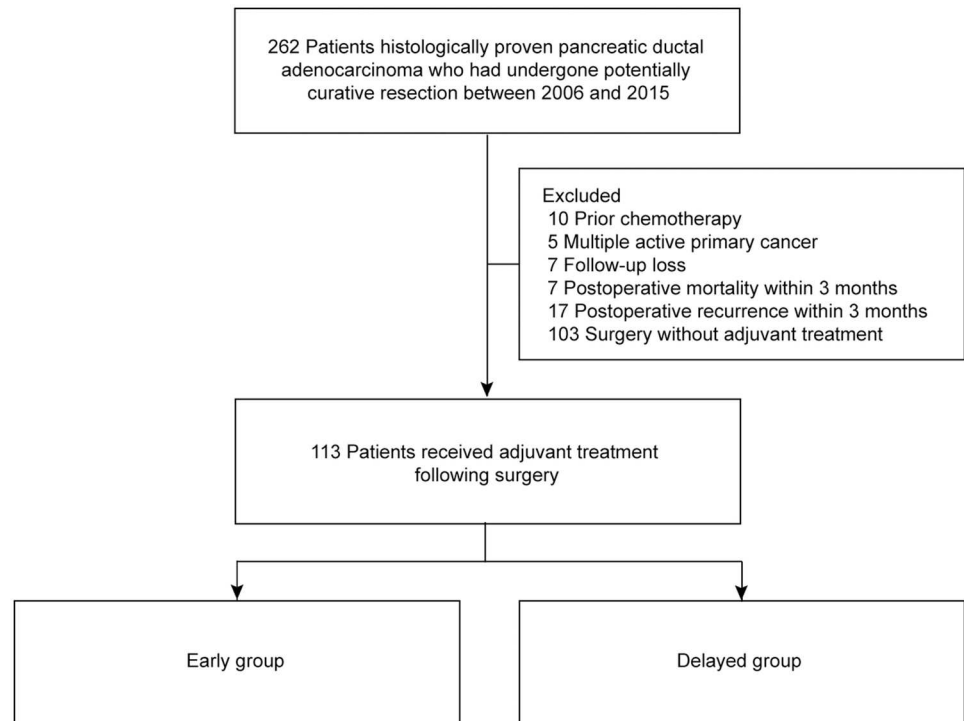 262 Patients histologically proven pancreatic ductal
adenocarcinoma who had undergone potentially
curative resection between 2006 and 2015
Excluded
10 Prior chemotherapy
5 Multiple active primary cancer
7 Follow-up loss
7 Postoperative mortality within 3 months
17 Postoperative recurrence within 3 months
103 Surgery without adjuvant treatment
113 Patients received adjuvant treatment
following surgery
Early group
Delayed group